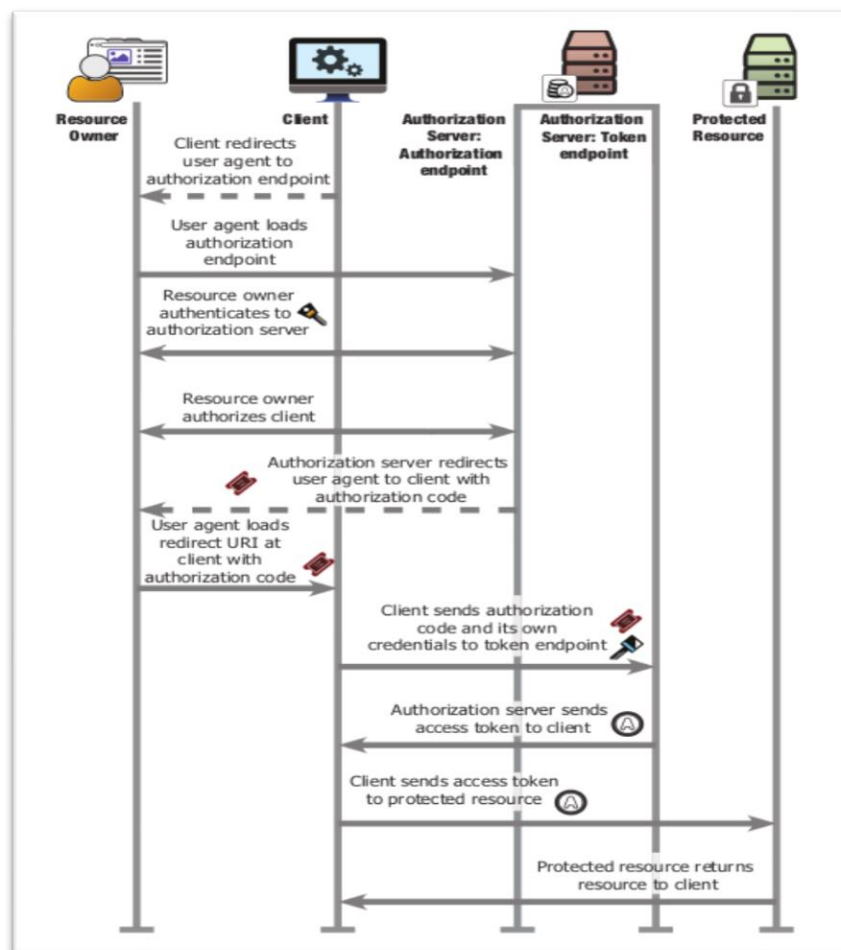 Resource
Owner
Client
Authorization
Server:
Authorization
endpoint
Authorization
Server: Token
endpoint
Protected
Resource
Client redirects
user agent to
authorization endpoint
User agent loads
authorization
endpoint
Resource owner
authenticates to
authorization server
Resource owner
authorizes client
Authorization server redirects
user agent to client with
authorization code
User agent loads
redirect URI at
client with
authorization code
Client sends authorization
code and its own
credentials to token endpoint
Authorization server sends
access token to client
A
Client sends access token
to protected resource
A
Protected resource returns
resource to client